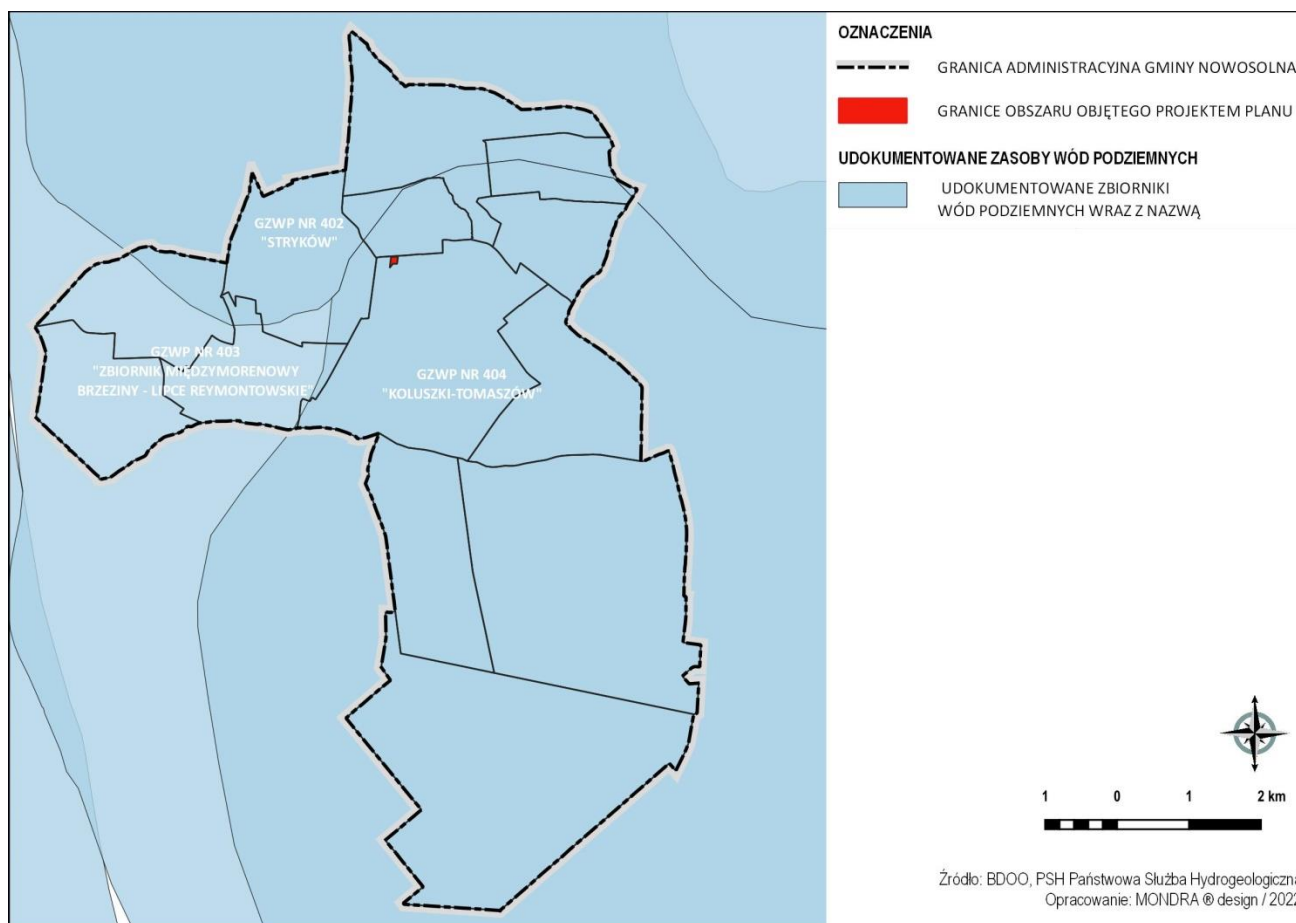 GZWP NR 402
"STRYKÓW"
GZWP NR 403
"ZBIORNIK MIĘDZYMORENOWY
BRZEZINY - LIPCE REYMONTOWSKIE"
GZWP NR 404
"KOLUSZKI-TOMASZÓW"
OZNACZENIA
GRANICA ADMINISTRACYJNA GMINY NOWOSOLNA
GRANICE OBSZARU OBJĘTEGO PROJEKTEM PLANU
UDOKUMENTOWANE ZASOBY WÓD PODZIEMNYCH
UDOKUMENTOWANE ZBIORNIKI
WÓD PODZIEMNYCH WRAZ Z NAZWĄ
1 0 1 2 km
Źródło: BDOO, PSH Państwowa Służba Hydrogeologiczna
Opracowanie: MONDRA ® design / 2022